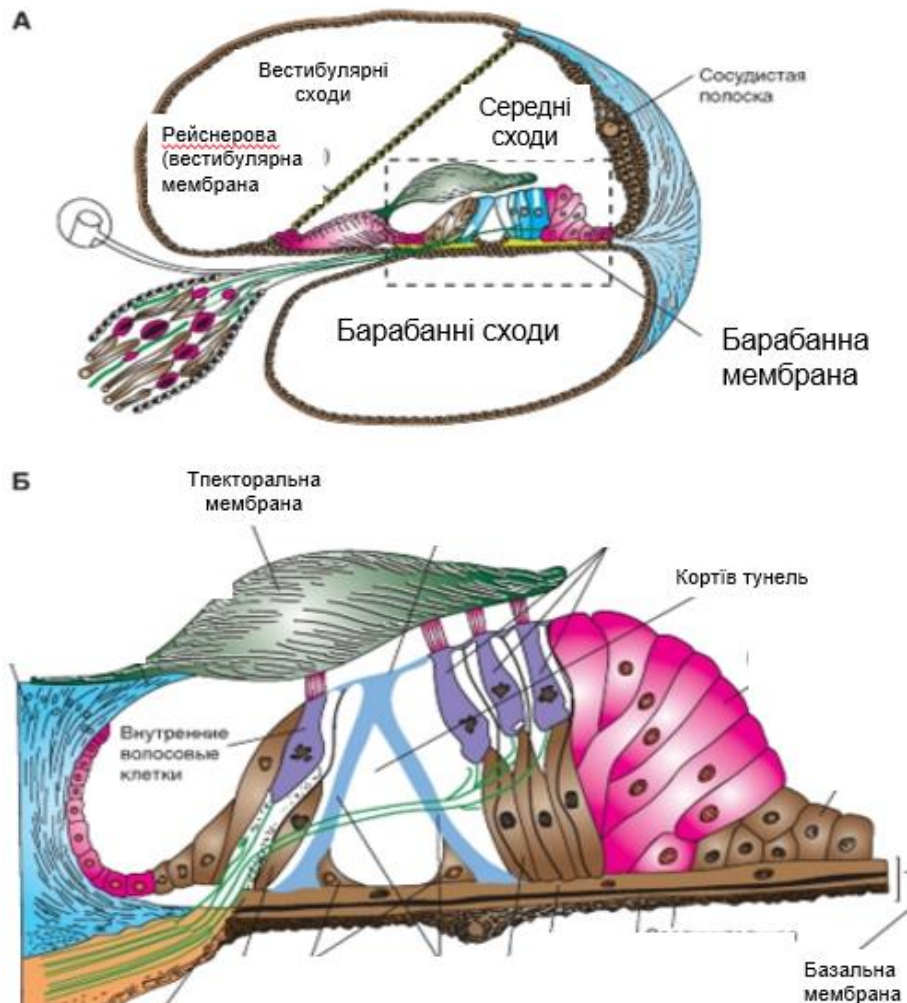 А
Вестибулярні
сходи
Сосудистая
полоска
Середні
сходи
Рейснерова
(вестибулярна
мембрана
)
Барабанні сходи
Барабанна
мембрана
Б
Тпекторальна
мембрана
Кортїв тунель
Внутренние
волосовые
клетки
Базальна
мембрана